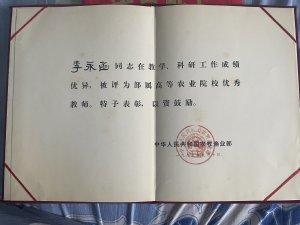 李永函同志在教学、科研工作成绩
优异，被评为部属高等农业院校优秀
教师。特予表彰，以资鼓励。
中华人民共和国农牧渔业部